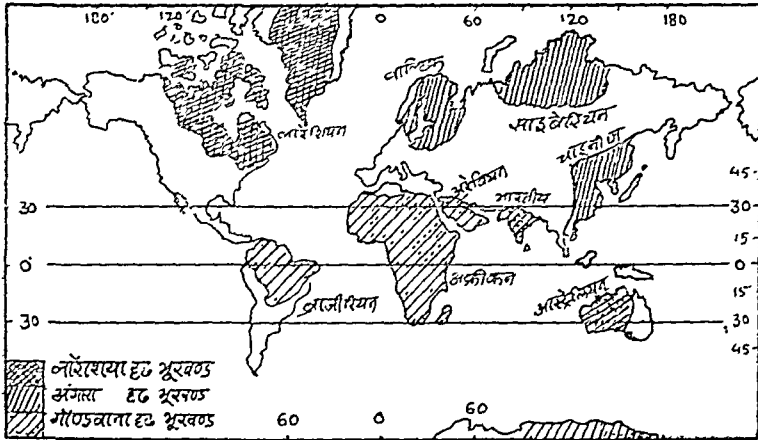 180° 120° 0 60 120 180
बाल्टिक
साइबेरियन
लारेशियन
चाइनीज
अरेबियन
भारतीय
45
30 30
15
0 0
अफ्रीकन
ब्राजीरियन
आस्ट्रेलियन
15
30 30
45
लोरेशिया दृढ भूखण्ड
अंगारा दृढ भूखण्ड
गोण्डवाना दृढ भूखण्ड
60 0 60